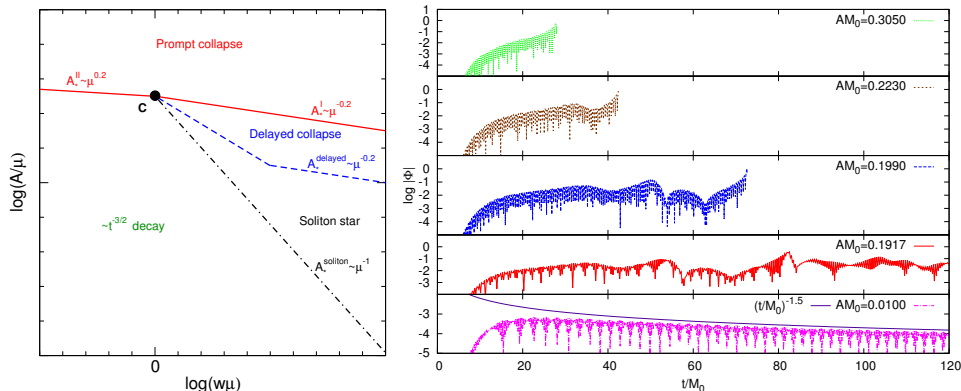 Prompt collapse
A*^II~μ^0.2
C
A*^I~μ^-0.2
Delayed collapse
A*^delayed~μ^-0.2
~t^-3/2 decay
Soliton star
A*^soliton~μ^-1
log(A/μ)
0
log(wμ)
1
0
-1
-2
-3
-4
AM₀=0.3050
0
-1
-2
-3
-4
AM₀=0.2230
0
-1
-2
-3
-4
AM₀=0.1990
0
-1
-2
-3
AM₀=0.1917
-3
-4
-5
(t/M₀)^-1.5
AM₀=0.0100
log |Φ|
0 20 40 60 80 100 120
t/M₀